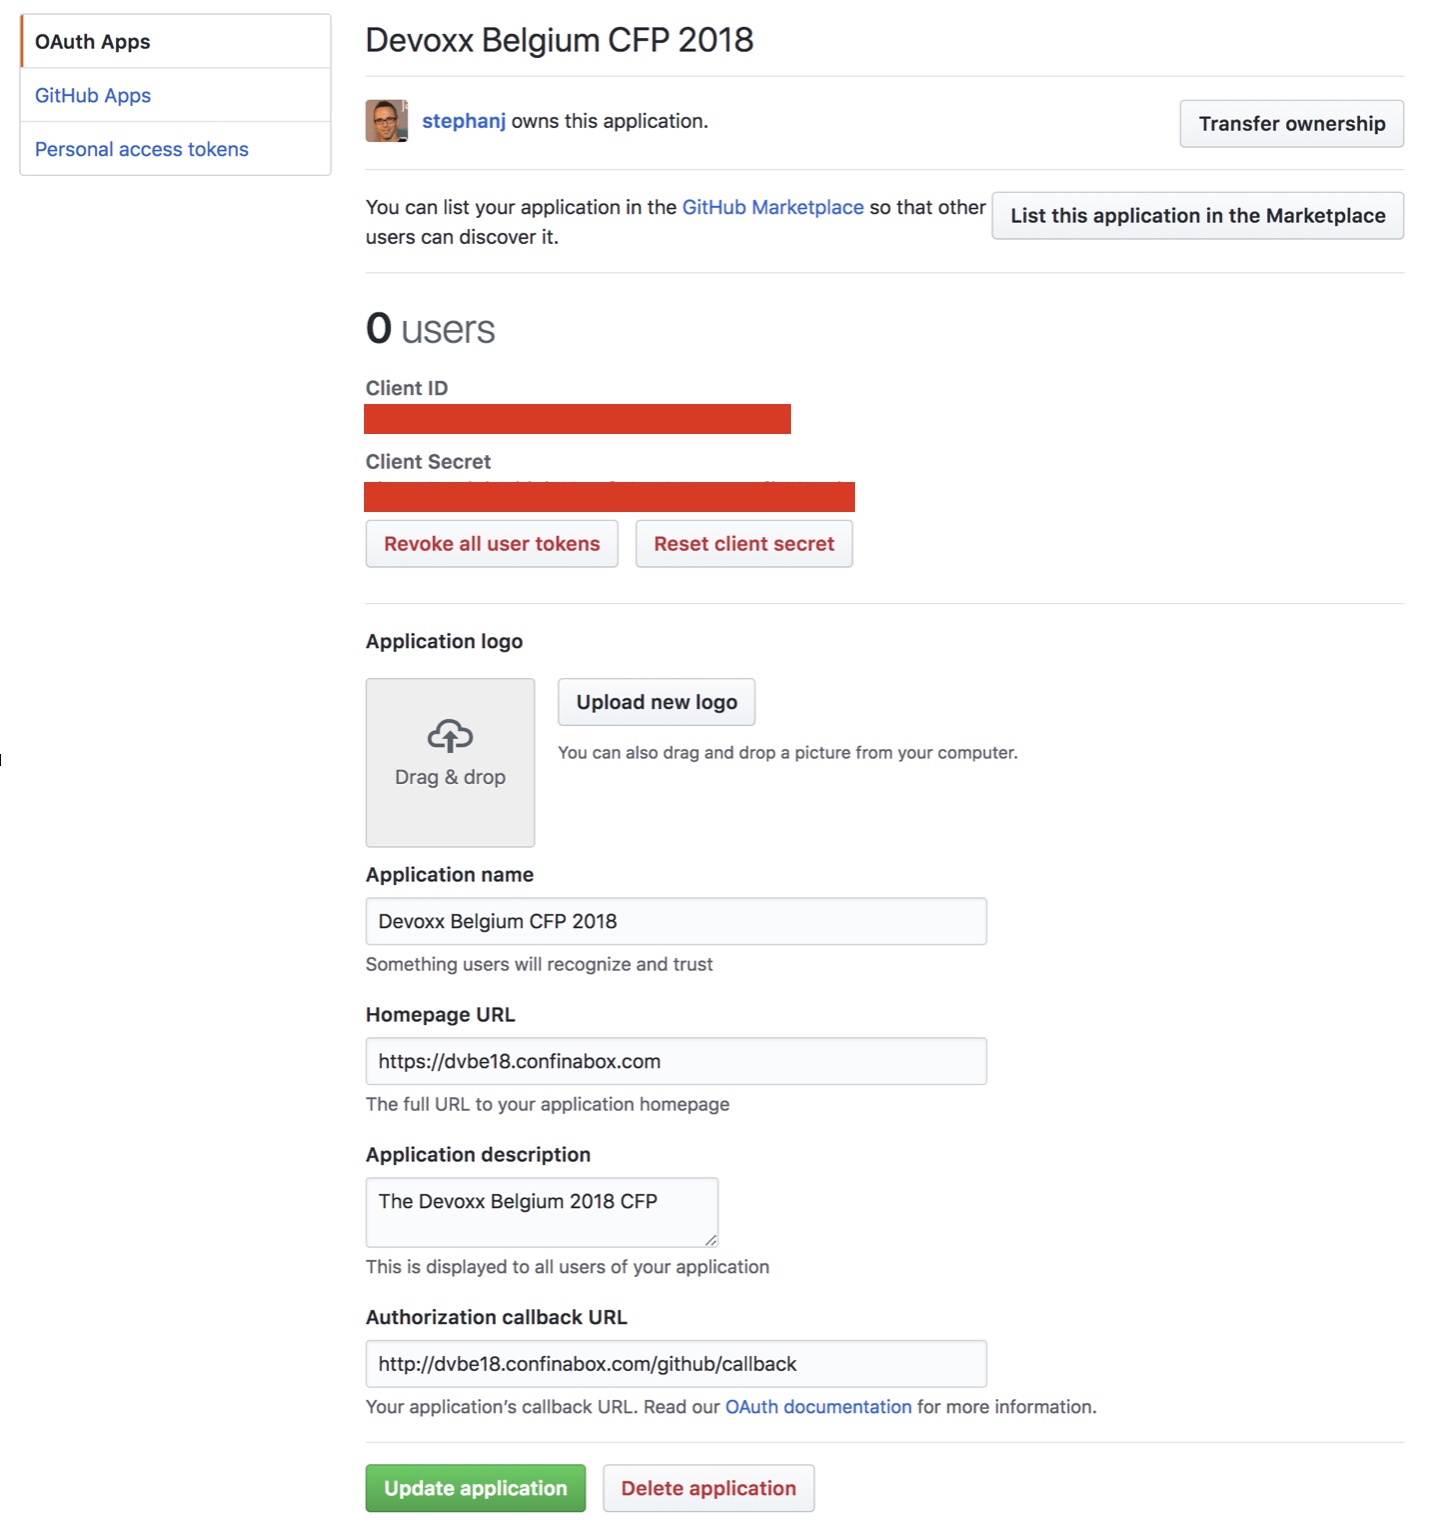 OAuth Apps
GitHub Apps
Personal access tokens
Devoxx Belgium CFP 2018
stephanj owns this application.
Transfer ownership
You can list your application in the GitHub Marketplace so that other
users can discover it.
List this application in the Marketplace
0 users
Client ID
Client Secret
Revoke all user tokens
Reset client secret
Application logo
Drag & drop
Upload new logo
You can also drag and drop a picture from your computer.
Application name
Devoxx Belgium CFP 2018
Something users will recognize and trust
Homepage URL
https://dvbe18.confinabox.com
The full URL to your application homepage
Application description
The Devoxx Belgium 2018 CFP
This is displayed to all users of your application
Authorization callback URL
http://dvbe18.confinabox.com/github/callback
Your application’s callback URL. Read our OAuth documentation for more information.
Update application
Delete application